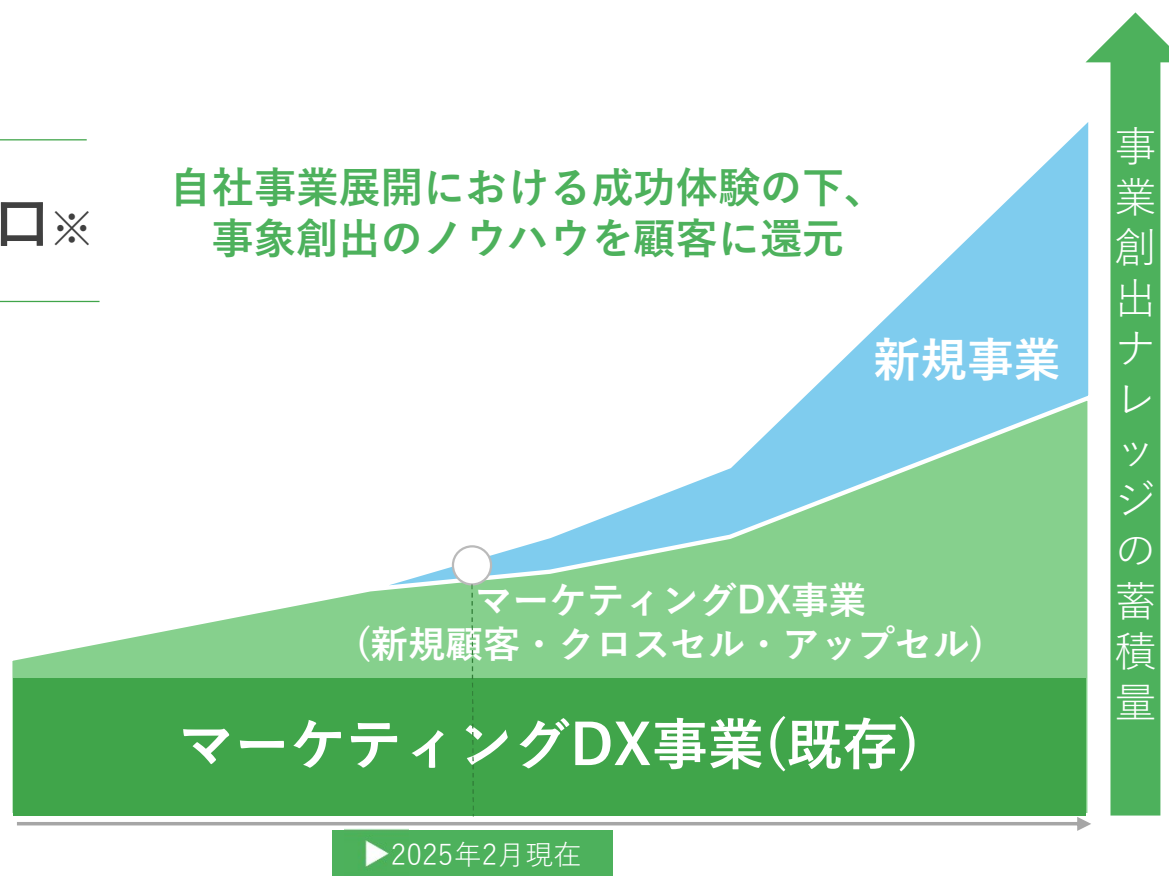 ロ※
自社事業展開における成功体験の下、
事象創出のノウハウを顧客に還元
新規事業
マーケティングDX事業
(新規顧客・クロスセル・アップセル)
マーケティングDX事業(既存)
▶2025年2月現在
事業創出ナレッジの蓄積量